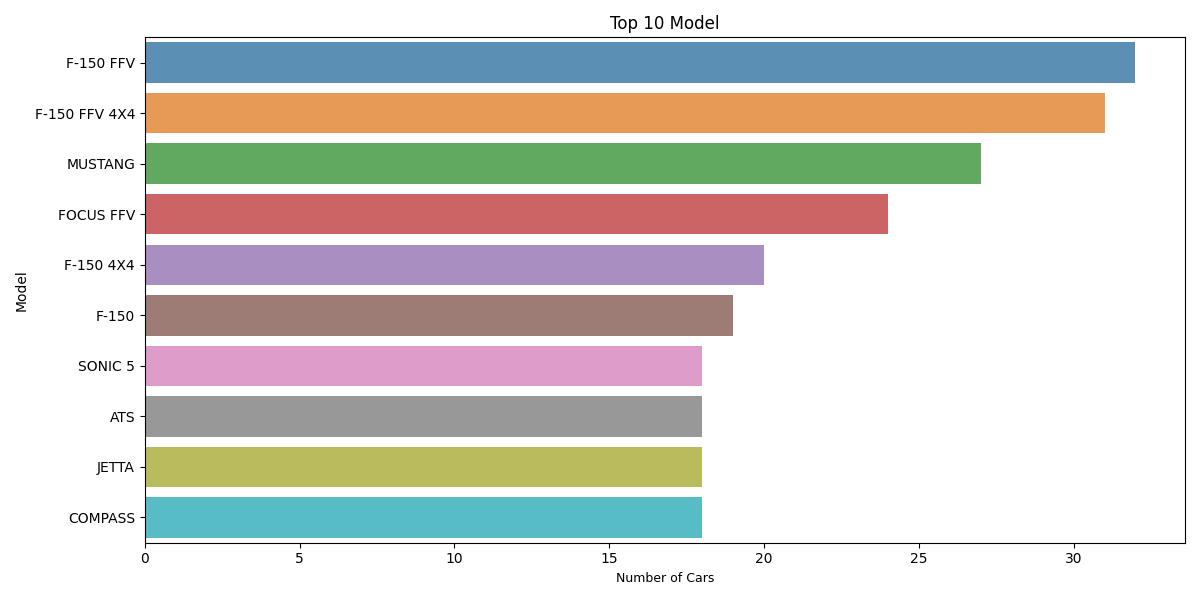 Top 10 Model
F-150 FFV
F-150 FFV 4X4
MUSTANG
FOCUS FFV
F-150 4X4
F-150
SONIC 5
ATS
JETTA
COMPASS
Model
0 5 10 15 20 25 30
Number of Cars